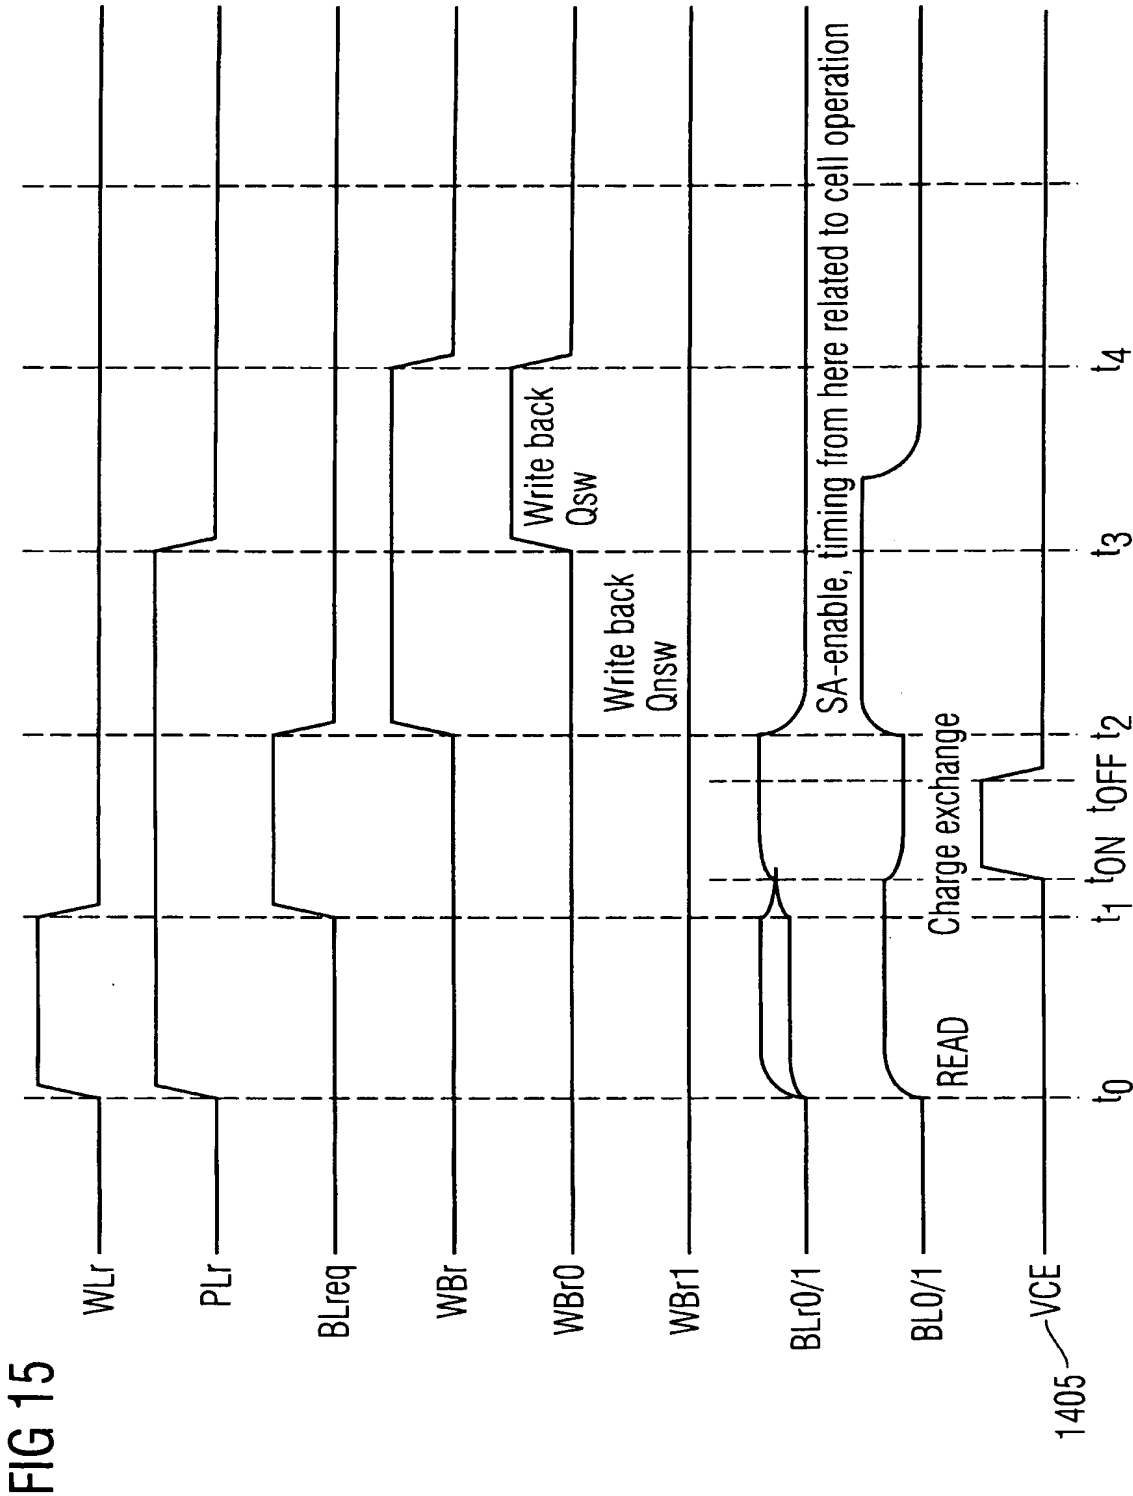 FIG 15
WLr
PLr
BLreq
WBr
WBr0
Write back
Qsw
Write back
Qnsw
WBr1
BLr0/1
SA-enable, timing from here related to cell operation
BL0/1
READ
Charge exchange
1405
VCE
t0 t1 tON tOFF t2 t3 t4